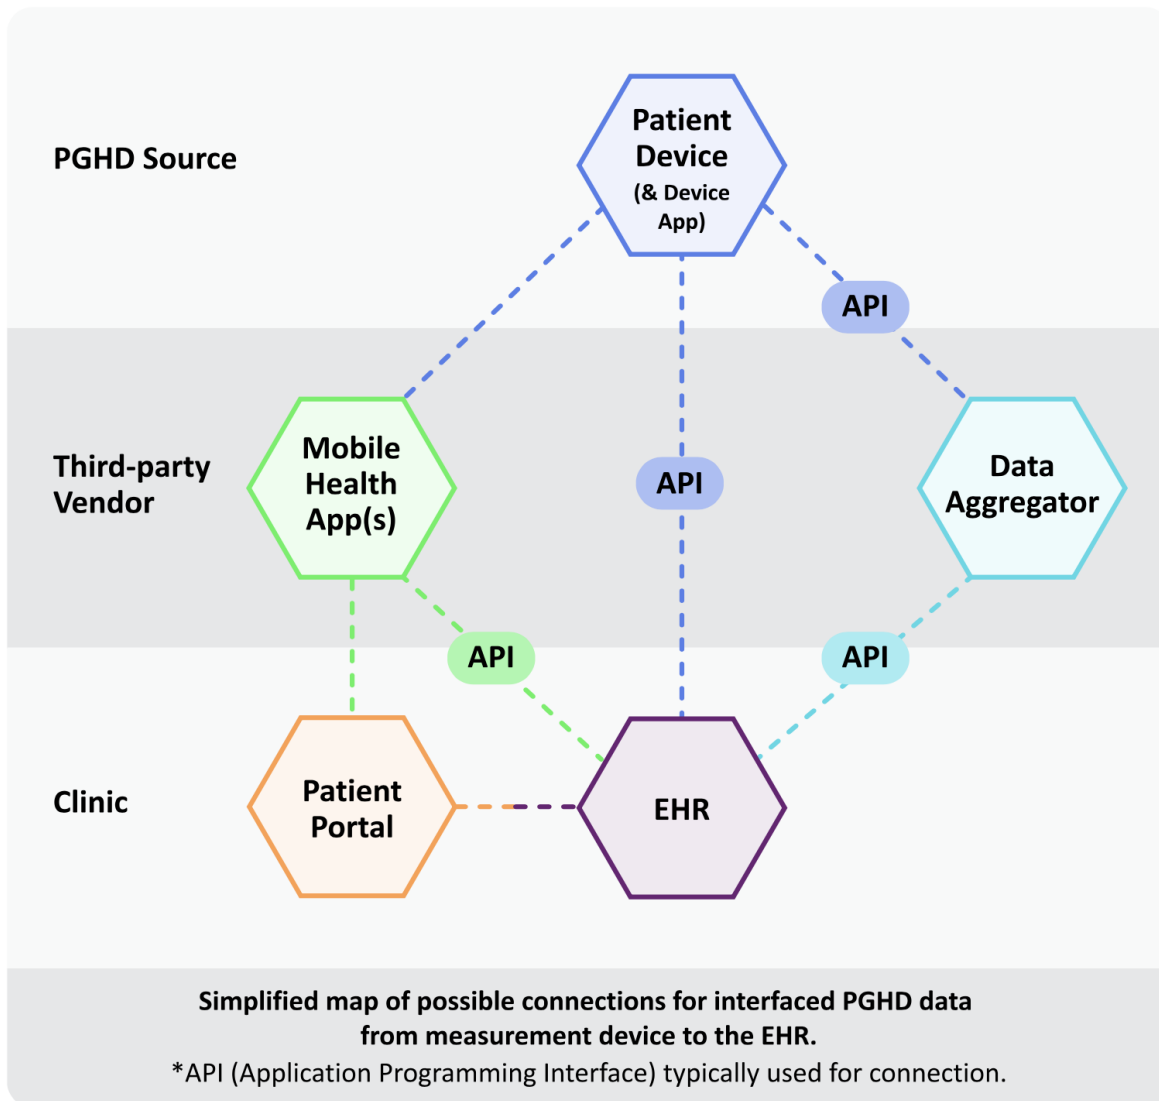 PGHD Source
Patient
Device
(& Device
App)
API
Third-party
Vendor
Mobile
Health
App(s)
API
Data
Aggregator
API
API
Clinic
Patient
Portal
EHR
Simplified map of possible connections for interfaced PGHD data
from measurement device to the EHR.
*API (Application Programming Interface) typically used for connection.